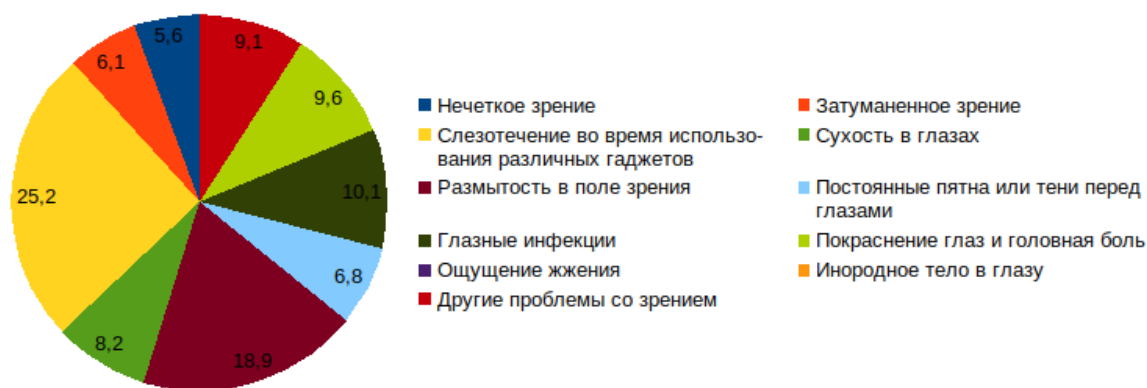 5,6
9,1
6,1
9,6
25,2
10,1
6,8
8,2
18,9
Нечеткое зрение
Затуманенное зрение
Слезотечение во время использо-
вания различных гаджетов
Сухость в глазах
Размытость в поле зрения
Постоянные пятна или тени перед
глазами
Глазные инфекции
Покраснение глаз и головная боль
Ощущение жжения
Инородное тело в глазу
Другие проблемы со зрением